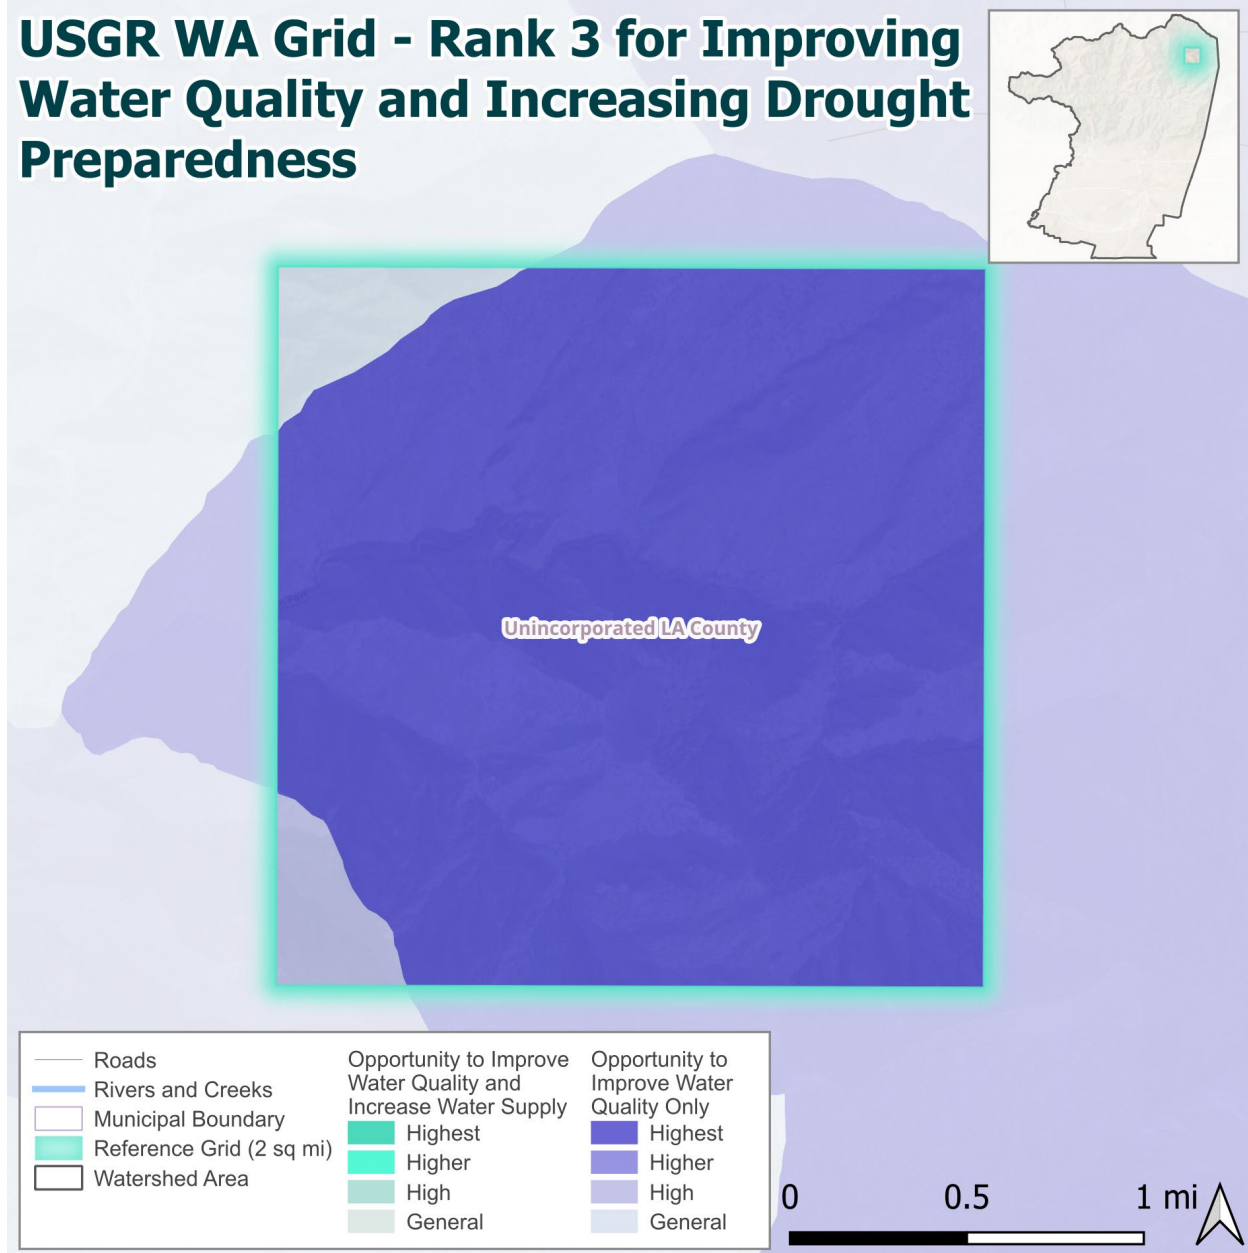 USGR WA Grid - Rank 3 for Improving
Water Quality and Increasing Drought
Preparedness
Unincorporated LA County
Roads
Rivers and Creeks
Municipal Boundary
Reference Grid (2 sq mi)
Watershed Area
Opportunity to Improve
Water Quality and
Increase Water Supply
Highest
Higher
High
General
Opportunity to
Improve Water
Quality Only
Highest
Higher
High
General
0 0.5 1 mi